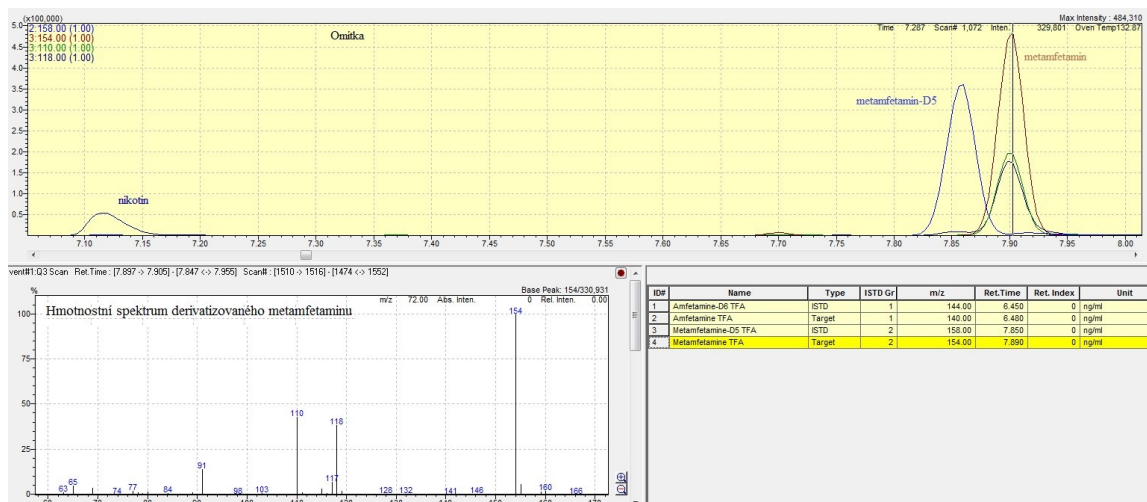 (x100,000)
Max Intensity : 484,310
Time 7.287 Scan# 1,072 Inten. 329,801 Oven Temp 132.87
5.0
2:158.00 (1.00)
3:154.00 (1.00)
3:110.00 (1.00)
3:118.00 (1.00)
Omítka
4.5
4.0
3.5
3.0
2.5
2.0
1.5
1.0
0.5
metamfetamin
metamfetamin-D5
nikotin
7.10 7.15 7.20 7.25 7.30 7.35 7.40 7.45 7.50 7.55 7.60 7.65 7.70 7.75 7.80 7.85 7.90 7.95 8.00
vent#1:Q3 Scan Ret.Time : [7.897 -> 7.905] - [7.847 <-> 7.955] Scan# : [1510 -> 1516] - [1474 <-> 1552]
%
Base Peak: 154/330,931
m/z 72.00 Abs. Inten. 0 Rel. Inten. 0.00
Hmotnostní spektrum derivatizovaného metamfetaminu
100
75
50
25
0
154
110
118
91
117
63 65 74 77 84 98 103 128 132 141 146 160 166
ID# Name Type ISTD Gr m/z Ret.Time Ret. Index Unit
1 Amfetamine-D6 TFA ISTD 1 144.00 6.450 0 ng/ml
2 Amfetamine TFA Target 1 140.00 6.480 0 ng/ml
3 Metamfetamine-D5 TFA ISTD 2 158.00 7.850 0 ng/ml
4 Metamfetamine TFA Target 2 154.00 7.890 0 ng/ml